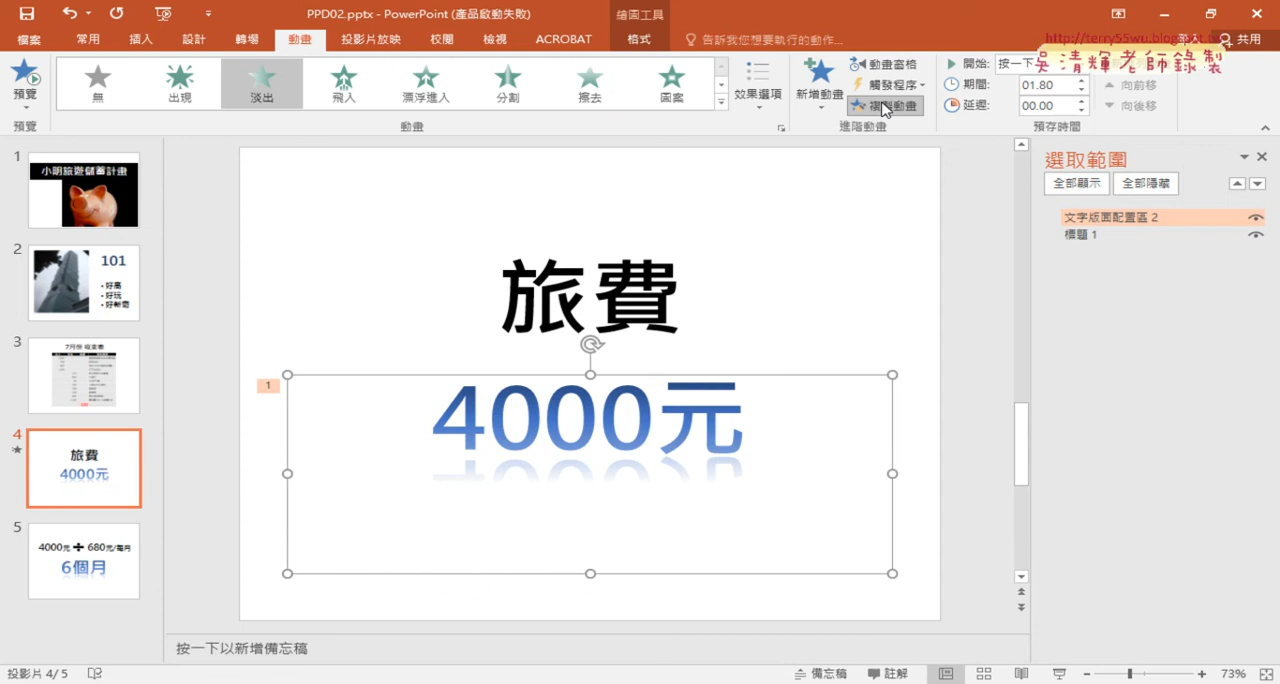 PPD02.pptx - PowerPoint (產品啟動失敗)
繪圖工具
檔案
常用
插入
設計
轉場
動畫
投影片放映
校閱
檢視
ACROBAT
格式
告訴我您想要執行的動作...
共用
http://terry55wu.blogspot.tw
吳清輝老師錄製
預覽
無
出現
淡出
飛入
漂浮進入
分割
擦去
圖案
效果選項
新增動畫
動畫窗格
觸發程序
複製動畫
開始:
按一下
期間:
01.80
延遲:
00.00
向前移
向後移
預覽
動畫
進階動畫
預存時間
1
小明旅遊儲蓄計畫
2
101
• 好高
• 好玩
• 好新奇
3
4
旅費
4000元
5
4000元 ➕ 680元/每月
6個月
旅費
1
4000元
選取範圍
全部顯示
全部隱藏
文字版面配置區 2
標題 1
按一下以新增備忘稿
投影片 4/5
備忘稿
註解
73%